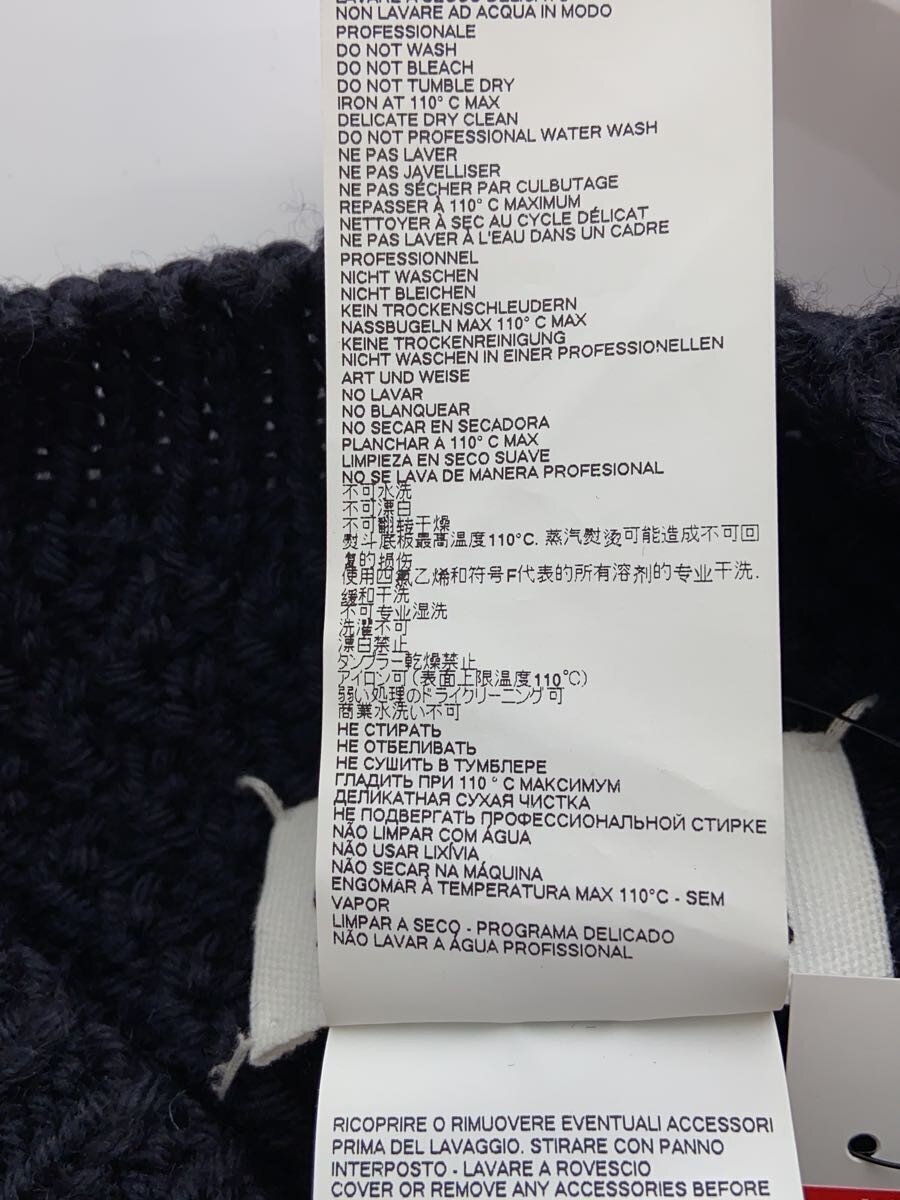 NON LAVARE AD ACQUA IN MODO
PROFESSIONALE
DO NOT WASH
DO NOT BLEACH
DO NOT TUMBLE DRY
IRON AT 110° C MAX
DELICATE DRY CLEAN
DO NOT PROFESSIONAL WATER WASH
NE PAS LAVER
NE PAS JAVELLISER
NE PAS SÉCHER PAR CULBUTAGE
REPASSER À 110° C MAXIMUM
NETTOYER À SEC AU CYCLE DÉLICAT
NE PAS LAVER À L'EAU DANS UN CADRE
PROFESSIONNEL
NICHT WASCHEN
NICHT BLEICHEN
KEIN TROCKENSCHLEUDERN
NASSBUGELN MAX 110° C MAX
KEINE TROCKENREINIGUNG
NICHT WASCHEN IN EINER PROFESSIONELLEN
ART UND WEISE
NO LAVAR
NO BLANQUEAR
NO SECAR EN SECADORA
PLANCHAR A 110° C MAX
LIMPIEZA EN SECO SUAVE
NO SE LAVA DE MANERA PROFESIONAL
不可水洗
不可漂白
不可翻转干燥
熨斗底板最高温度110°C. 蒸汽熨烫可能造成不可回
复的损伤
使用四氯乙烯和符号F代表的所有溶剂的专业干洗.
缓和干洗
不可专业湿洗
洗濯不可
漂白禁止
タンブラー乾燥禁止
アイロン可(表面上限温度110℃)
弱い処理のドライクリーニング可
商業水洗い不可
НЕ СТИРАТЬ
НЕ ОТБЕЛИВАТЬ
НЕ СУШИТЬ В ТУМБЛЕРЕ
ГЛАДИТЬ ПРИ 110 ° С МАКСИМУМ
ДЕЛИКАТНАЯ СУХАЯ ЧИСТКА
НЕ ПОДВЕРГАТЬ ПРОФЕССИОНАЛЬНОЙ СТИРКЕ
NÃO LIMPAR COM ÁGUA
NÃO USAR LIXÍVIA
NÃO SECAR NA MÁQUINA
ENGOMAR À TEMPERATURA MAX 110°C - SEM
VAPOR
LIMPAR A SECO - PROGRAMA DELICADO
NÃO LAVAR A ÁGUA PROFISSIONAL
RICOPRIRE O RIMUOVERE EVENTUALI ACCESSORI
PRIMA DEL LAVAGGIO. STIRARE CON PANNO
INTERPOSTO - LAVARE A ROVESCIO
COVER OR REMOVE ANY ACCESSORIES BEFORE